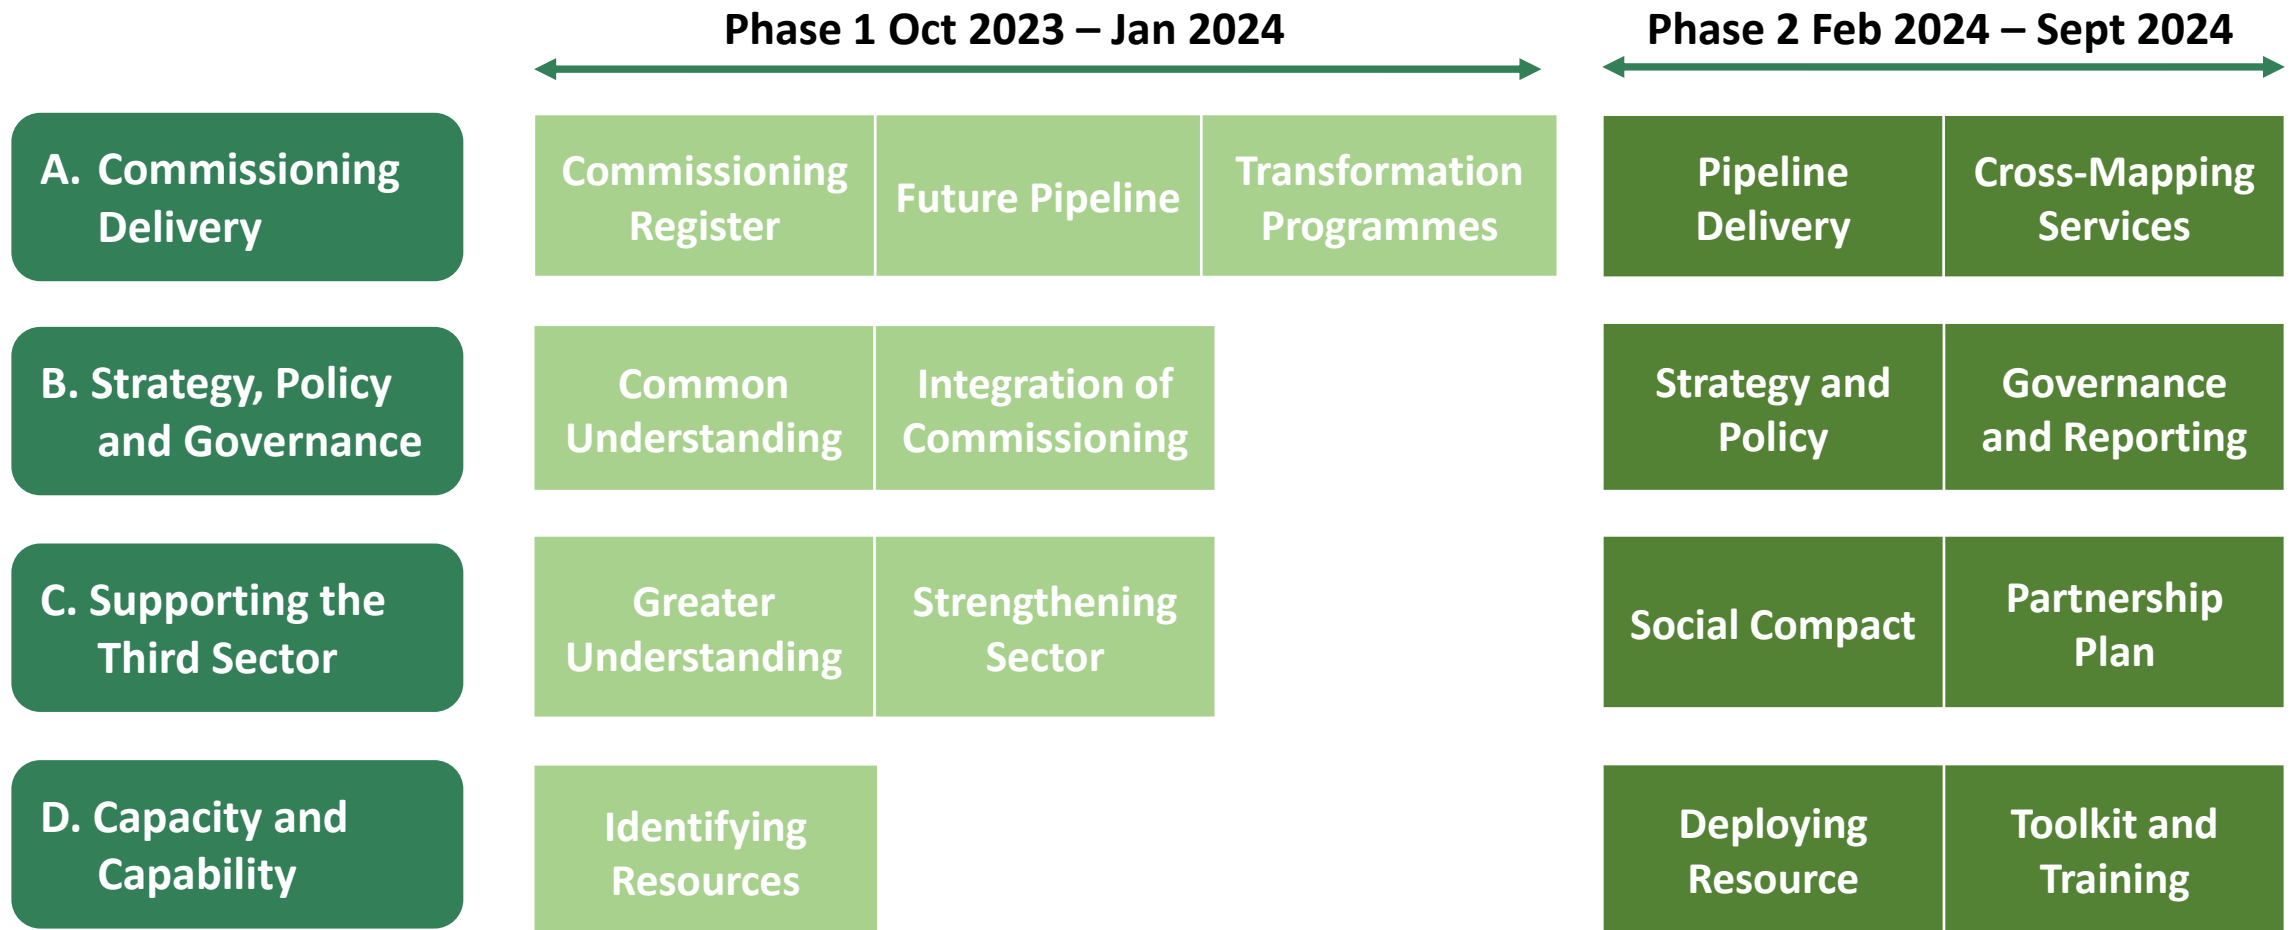 Phase 1 Oct 2023 – Jan 2024
Phase 2 Feb 2024 – Sept 2024
A. Commissioning
Delivery
Commissioning
Register
Future Pipeline
Transformation
Programmes
Pipeline
Delivery
Cross-Mapping
Services
B. Strategy, Policy
and Governance
Common
Understanding
Integration of
Commissioning
Strategy and
Policy
Governance
and Reporting
C. Supporting the
Third Sector
Greater
Understanding
Strengthening
Sector
Social Compact
Partnership
Plan
D. Capacity and
Capability
Identifying
Resources
Deploying
Resource
Toolkit and
Training